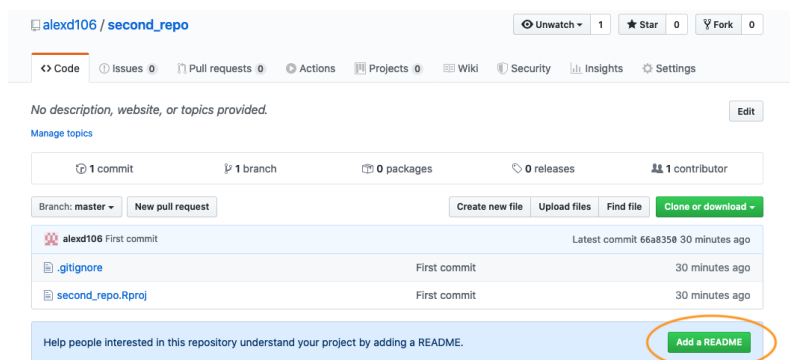 alexd106 / second_repo Unwatch 1 Star 0 Fork 0
Code Issues 0 Pull requests 0 Actions Projects 0 Wiki Security Insights Settings
No description, website, or topics provided. Edit
Manage topics
1 commit 1 branch 0 packages 0 releases 1 contributor
Branch: master New pull request Create new file Upload files Find file Clone or download
alexd106 First commit Latest commit 66a8350 30 minutes ago
.gitignore First commit 30 minutes ago
second_repo.Rproj First commit 30 minutes ago
Help people interested in this repository understand your project by adding a README. Add a README